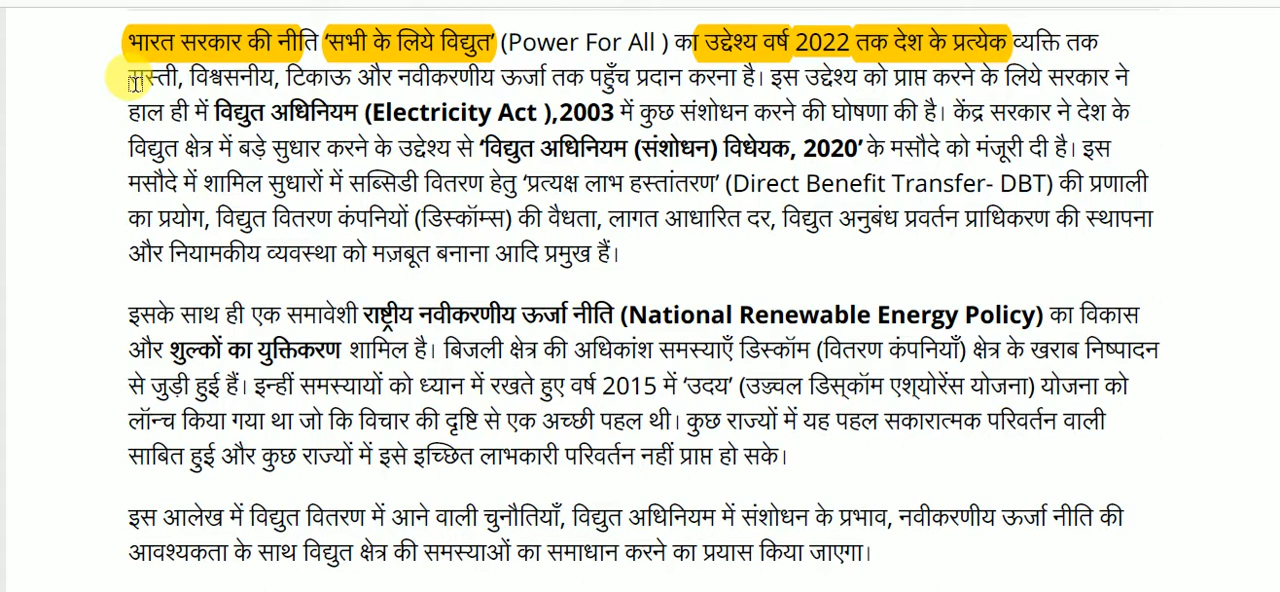 भारत सरकार की नीति ‘सभी के लिये विद्युत’ (Power For All ) का उद्देश्य वर्ष 2022 तक देश के प्रत्येक व्यक्ति तक
सस्ती, विश्वसनीय, टिकाऊ और नवीकरणीय ऊर्जा तक पहुँच प्रदान करना है। इस उद्देश्य को प्राप्त करने के लिये सरकार ने
हाल ही में विद्युत अधिनियम (Electricity Act ),2003 में कुछ संशोधन करने की घोषणा की है। केंद्र सरकार ने देश के
विद्युत क्षेत्र में बड़े सुधार करने के उद्देश्य से ‘विद्युत अधिनियम (संशोधन) विधेयक, 2020’ के मसौदे को मंजूरी दी है। इस
मसौदे में शामिल सुधारों में सब्सिडी वितरण हेतु ‘प्रत्यक्ष लाभ हस्तांतरण’ (Direct Benefit Transfer- DBT) की प्रणाली
का प्रयोग, विद्युत वितरण कंपनियों (डिस्कॉम्स) की वैधता, लागत आधारित दर, विद्युत अनुबंध प्रवर्तन प्राधिकरण की स्थापना
और नियामकीय व्यवस्था को मज़बूत बनाना आदि प्रमुख हैं।
इसके साथ ही एक समावेशी राष्ट्रीय नवीकरणीय ऊर्जा नीति (National Renewable Energy Policy) का विकास
और शुल्कों का युक्तिकरण शामिल है। बिजली क्षेत्र की अधिकांश समस्याएँ डिस्कॉम (वितरण कंपनियाँ) क्षेत्र के खराब निष्पादन
से जुड़ी हुई हैं। इन्हीं समस्यायों को ध्यान में रखते हुए वर्ष 2015 में ‘उदय’ (उज्ज्वल डिस्कॉम एश्योरेंस योजना) योजना को
लॉन्च किया गया था जो कि विचार की दृष्टि से एक अच्छी पहल थी। कुछ राज्यों में यह पहल सकारात्मक परिवर्तन वाली
साबित हुई और कुछ राज्यों में इसे इच्छित लाभकारी परिवर्तन नहीं प्राप्त हो सके।
इस आलेख में विद्युत वितरण में आने वाली चुनौतियाँ, विद्युत अधिनियम में संशोधन के प्रभाव, नवीकरणीय ऊर्जा नीति की
आवश्यकता के साथ विद्युत क्षेत्र की समस्याओं का समाधान करने का प्रयास किया जाएगा।